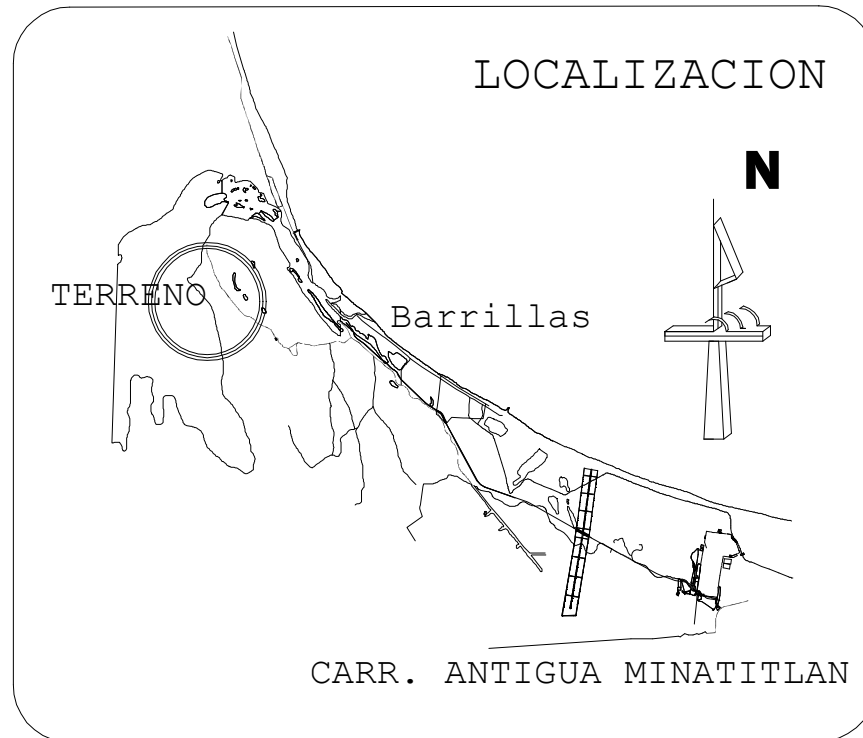 LOCALIZACION
N
TERRENO
Barrillas
CARR. ANTIGUA MINATITLAN